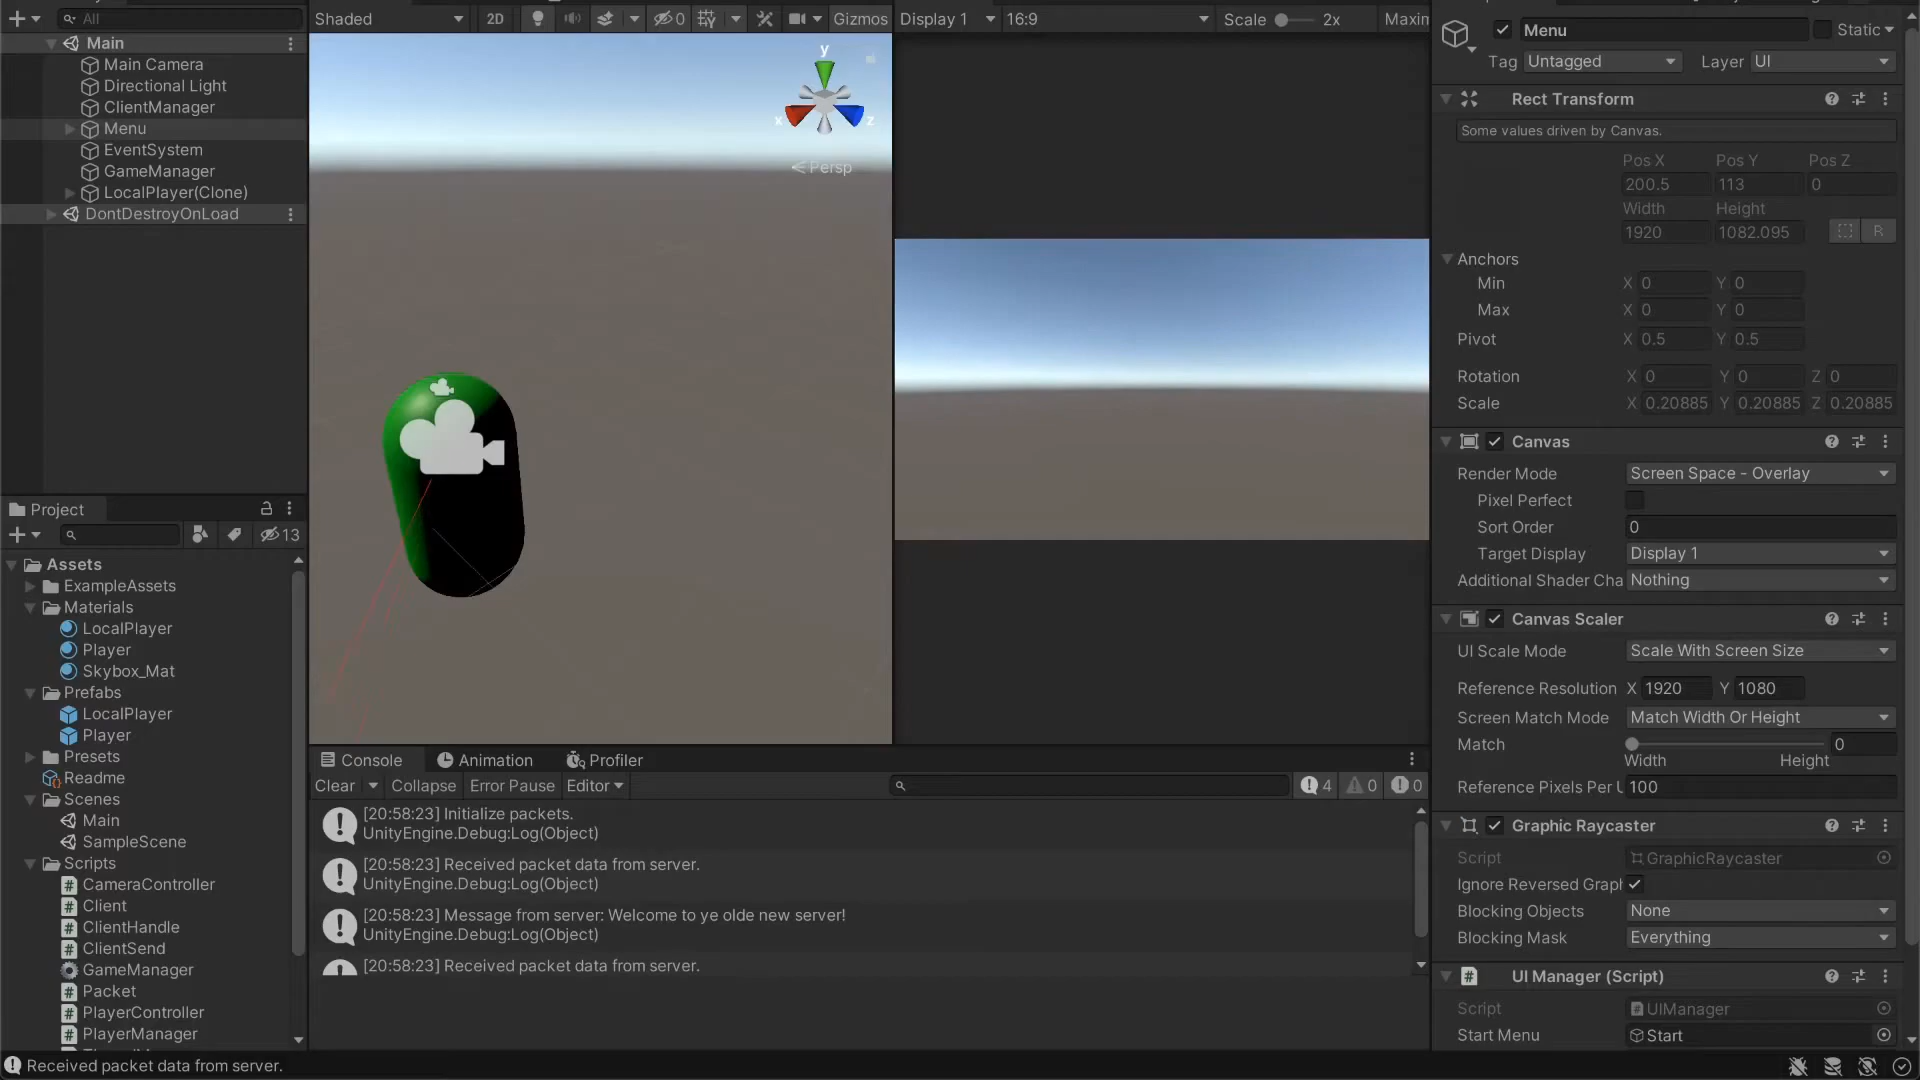 All
Main
Main Camera
Directional Light
ClientManager
Menu
EventSystem
GameManager
LocalPlayer(Clone)
DontDestroyOnLoad
Project
13
Assets
ExampleAssets
Materials
LocalPlayer
Player
Skybox_Mat
Prefabs
LocalPlayer
Player
Presets
Readme
Scenes
Main
SampleScene
Scripts
CameraController
Client
ClientHandle
ClientSend
GameManager
Packet
PlayerController
PlayerManager
Shaded 2D 0 Gizmos
y
x z
Persp
Display 1 16:9 Scale 2x Maxin
Console Animation Profiler
Clear Collapse Error Pause Editor 4 0 0
[20:58:23] Initialize packets.
UnityEngine.Debug:Log(Object)
[20:58:23] Received packet data from server.
UnityEngine.Debug:Log(Object)
[20:58:23] Message from server: Welcome to ye olde new server!
UnityEngine.Debug:Log(Object)
[20:58:23] Received packet data from server.
Menu Static
Tag Untagged Layer UI
Rect Transform
Some values driven by Canvas.
Pos X Pos Y Pos Z
200.5 113 0
Width Height
1920 1082.095 R
Anchors
Min X 0 Y 0
Max X 0 Y 0
Pivot X 0.5 Y 0.5
Rotation X 0 Y 0 Z 0
Scale X 0.20885 Y 0.20885 Z 0.20885
Canvas
Render Mode Screen Space - Overlay
Pixel Perfect
Sort Order 0
Target Display Display 1
Additional Shader Cha Nothing
Canvas Scaler
UI Scale Mode Scale With Screen Size
Reference Resolution X 1920 Y 1080
Screen Match Mode Match Width Or Height
Match 0
Width Height
Reference Pixels Per U 100
Graphic Raycaster
Script GraphicRaycaster
Ignore Reversed Graph
Blocking Objects None
Blocking Mask Everything
UI Manager (Script)
Script UIManager
Start Menu Start
Received packet data from server.